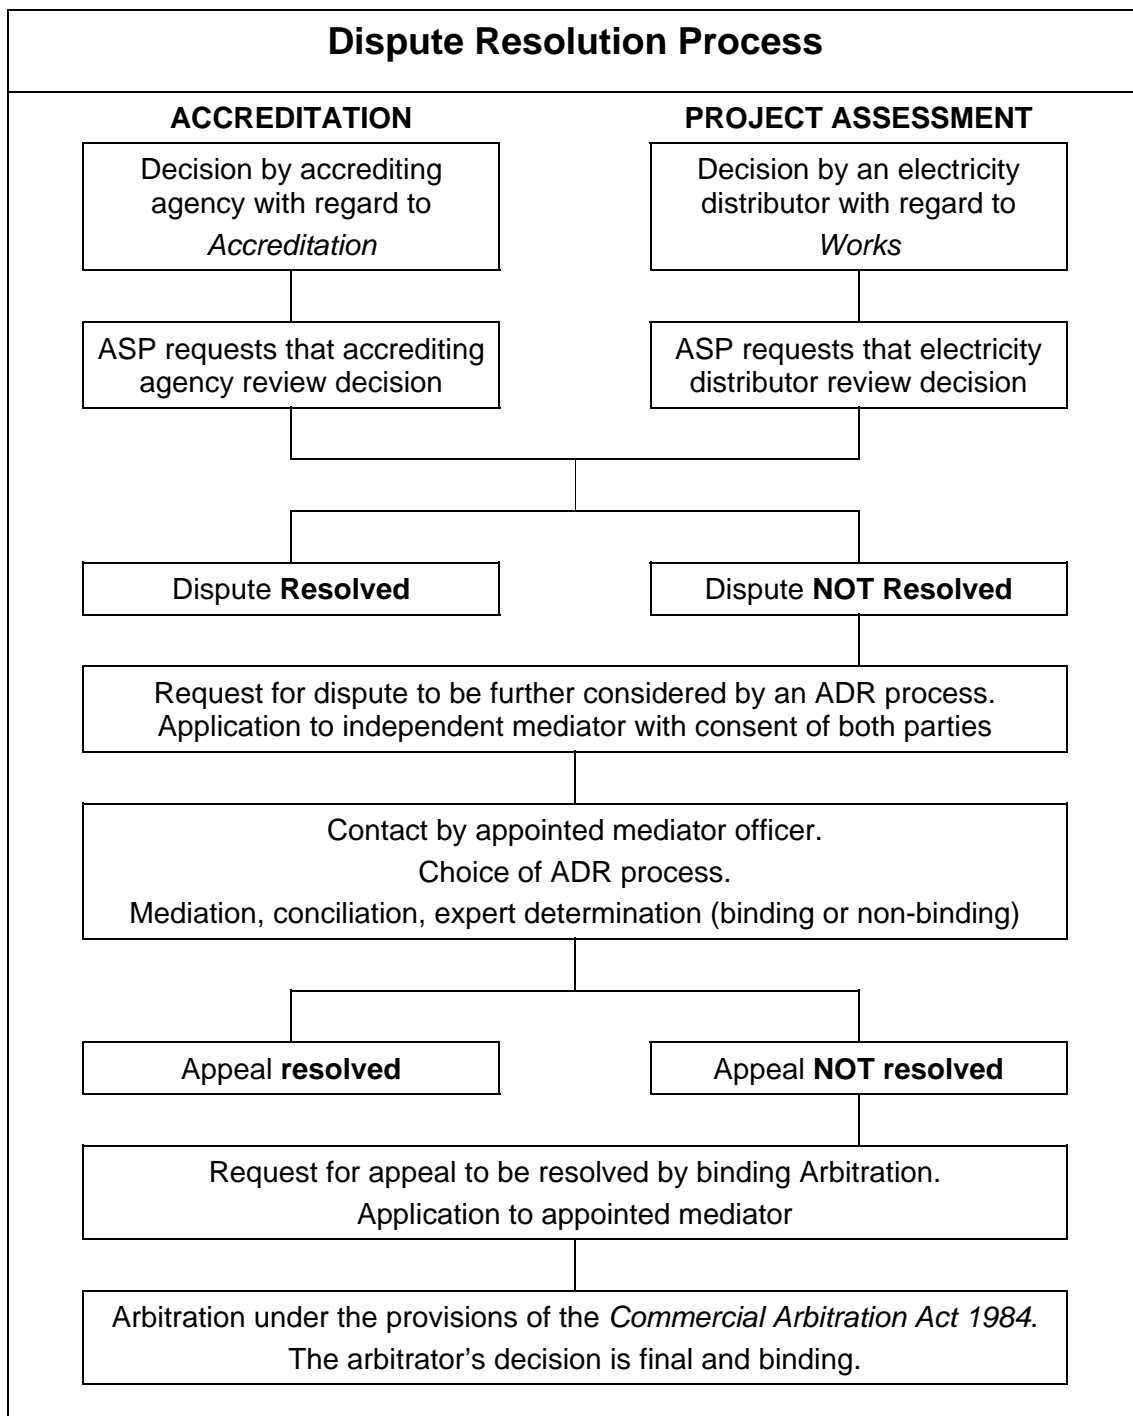 Dispute Resolution Process
ACCREDITATION
PROJECT ASSESSMENT
Decision by accrediting
agency with regard to
Accreditation
Decision by an electricity
distributor with regard to
Works
ASP requests that accrediting
agency review decision
ASP requests that electricity
distributor review decision
Dispute Resolved
Dispute NOT Resolved
Request for dispute to be further considered by an ADR process.
Application to independent mediator with consent of both parties
Contact by appointed mediator officer.
Choice of ADR process.
Mediation, conciliation, expert determination (binding or non-binding)
Appeal resolved
Appeal NOT resolved
Request for appeal to be resolved by binding Arbitration.
Application to appointed mediator
Arbitration under the provisions of the Commercial Arbitration Act 1984.
The arbitrator's decision is final and binding.